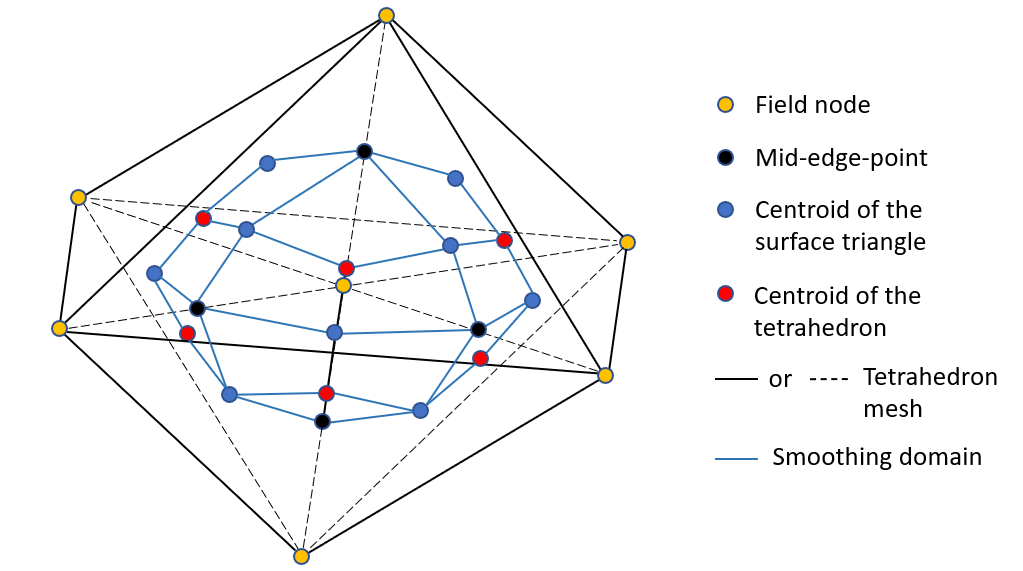 Field node
Mid-edge-point
Centroid of the
surface triangle
Centroid of the
tetrahedron
or
Tetrahedron
mesh
Smoothing domain